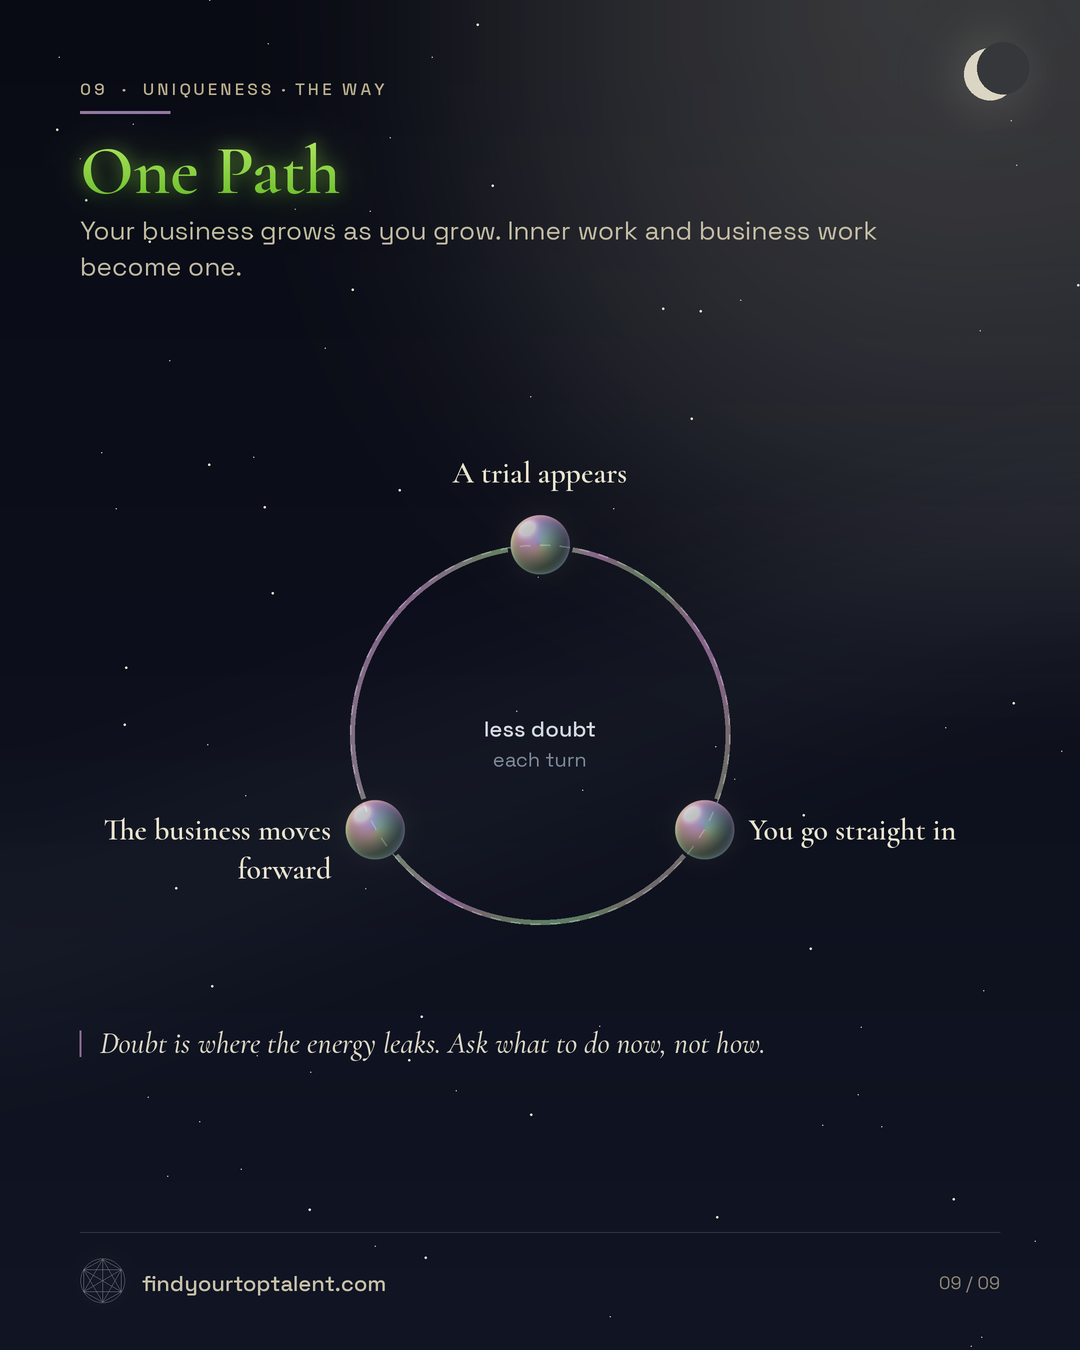 09 · UNIQUENESS · THE WAY
One Path
Your business grows as you grow. Inner work and business work
become one.
A trial appears
less doubt
each turn
The business moves
forward
You go straight in
Doubt is where the energy leaks. Ask what to do now, not how.
findyourtoptalent.com
09 / 09